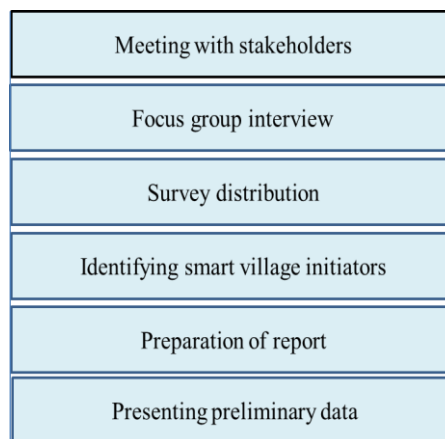 Meeting with stakeholders
Focus group interview
Survey distribution
Identifying smart village initiators
Preparation of report
Presenting preliminary data